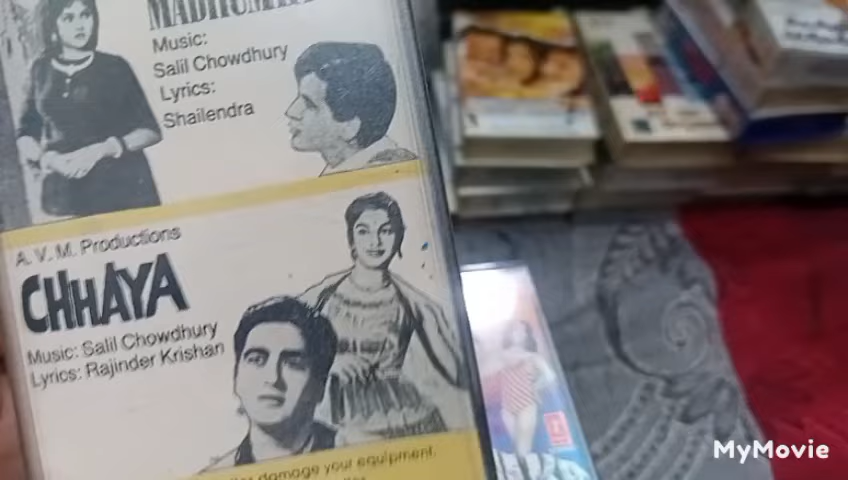 Music:
Salil Chowdhury
Lyrics:
Shailendra
A. V. M. Productions
CHHAYA
Music: Salil Chowdhury
Lyrics: Rajinder Krishan
damage your equipment.
MyMovie